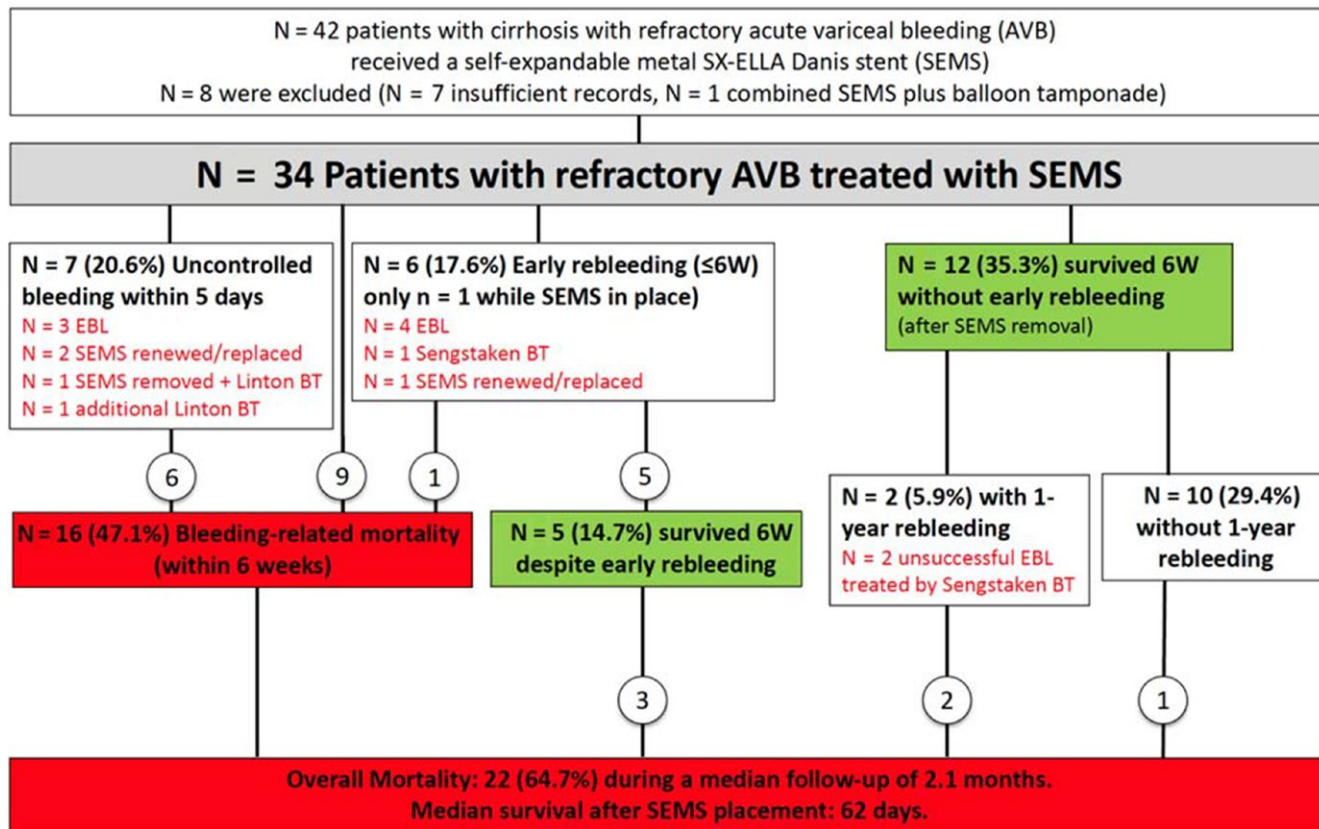 N = 42 patients with cirrhosis with refractory acute variceal bleeding (AVB)
received a self-expandable metal SX-ELLA Danis stent (SEMS)
N = 8 were excluded (N = 7 insufficient records, N = 1 combined SEMS plus balloon tamponade)
N = 34 Patients with refractory AVB treated with SEMS
N = 7 (20.6%) Uncontrolled
bleeding within 5 days
N = 3 EBL
N = 2 SEMS renewed/replaced
N = 1 SEMS removed + Linton BT
N = 1 additional Linton BT
N = 6 (17.6%) Early rebleeding (≤6W)
only n = 1 while SEMS in place)
N = 4 EBL
N = 1 Sengstaken BT
N = 1 SEMS renewed/replaced
N = 12 (35.3%) survived 6W
without early rebleeding
(after SEMS removal)
6
9
1
5
N = 16 (47.1%) Bleeding-related mortality
(within 6 weeks)
N = 5 (14.7%) survived 6W
despite early rebleeding
N = 2 (5.9%) with 1-
year rebleeding
N = 2 unsuccessful EBL
treated by Sengstaken BT
N = 10 (29.4%)
without 1-year
rebleeding
3
2
1
Overall Mortality: 22 (64.7%) during a median follow-up of 2.1 months.
Median survival after SEMS placement: 62 days.